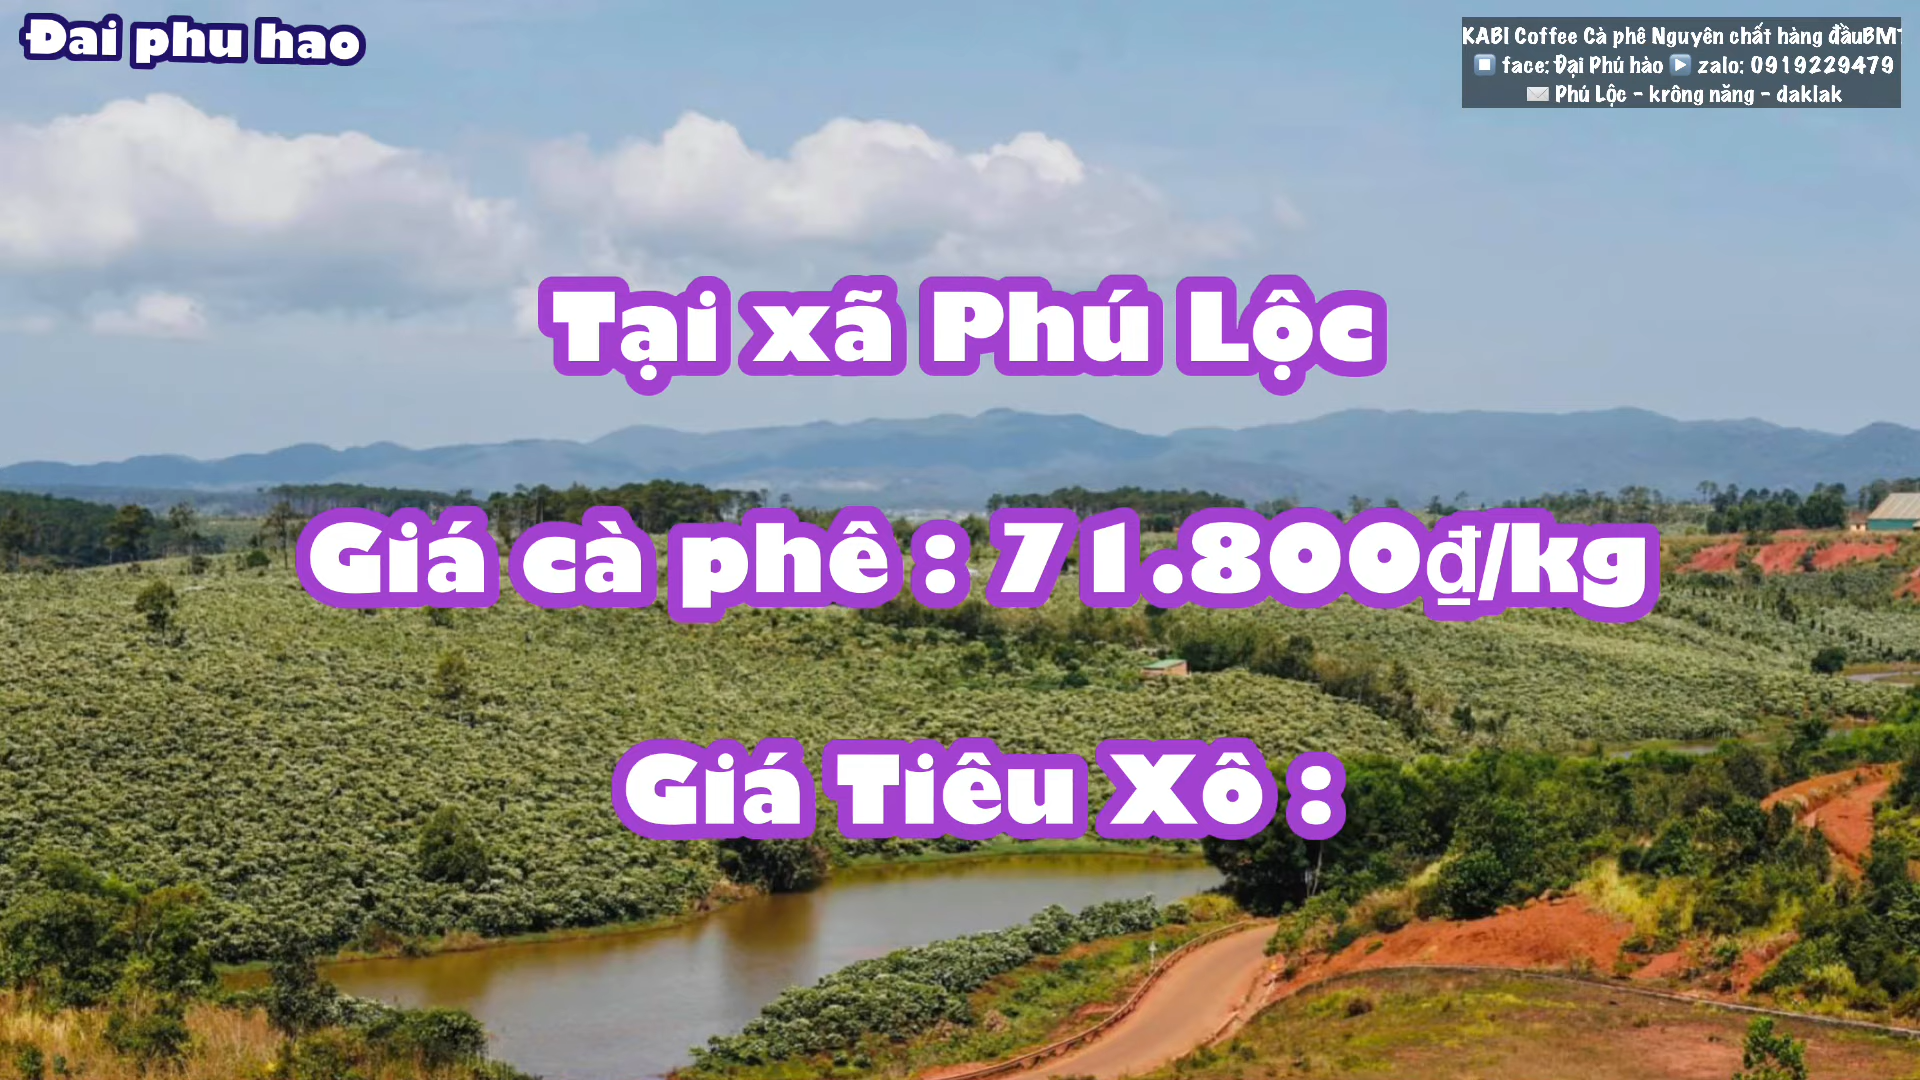 Đai phu hao
KABI Coffee Cà phê Nguyên chất hàng đầuBMT
face: Đại Phú hào zalo: 0919229479
Phú Lộc - krông năng - daklak
Tại xã Phú Lộc
Giá cà phê : 71.800₫/kg
Giá Tiêu Xô :